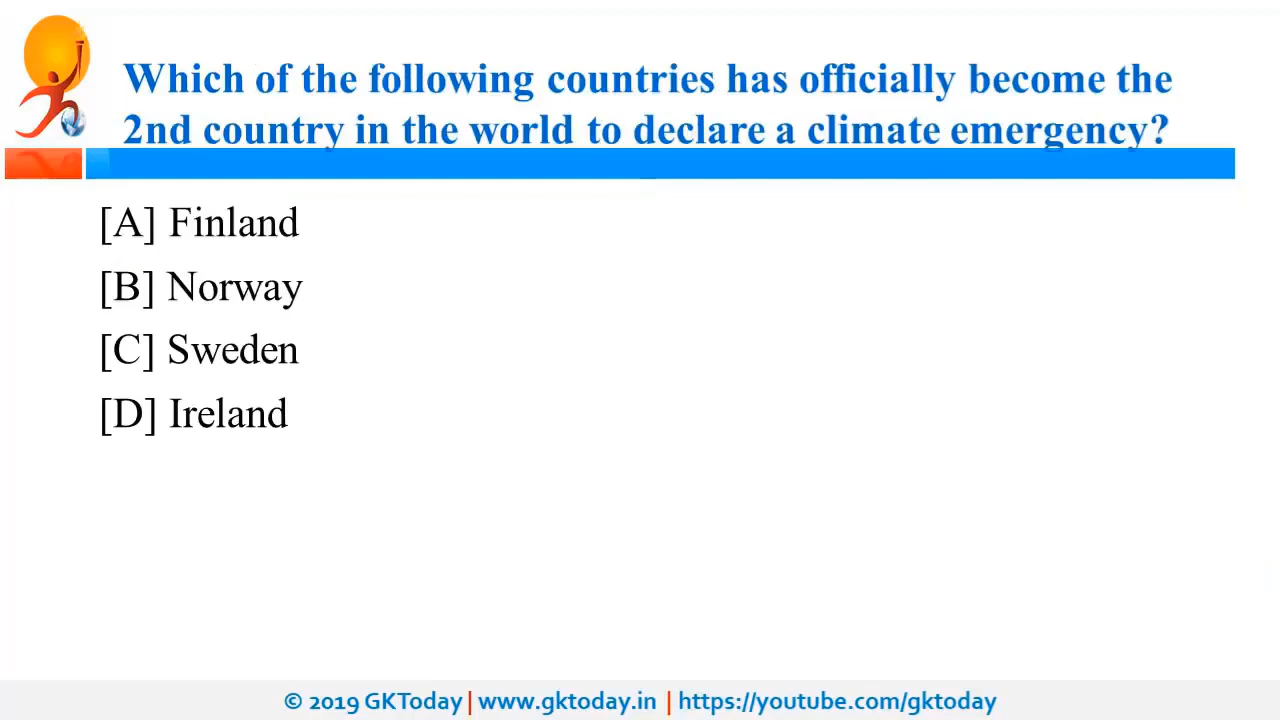 Which of the following countries has officially become the
2nd country in the world to declare a climate emergency?
[A] Finland
[B] Norway
[C] Sweden
[D] Ireland
© 2019 GKToday | www.gktoday.in | https://youtube.com/gktoday